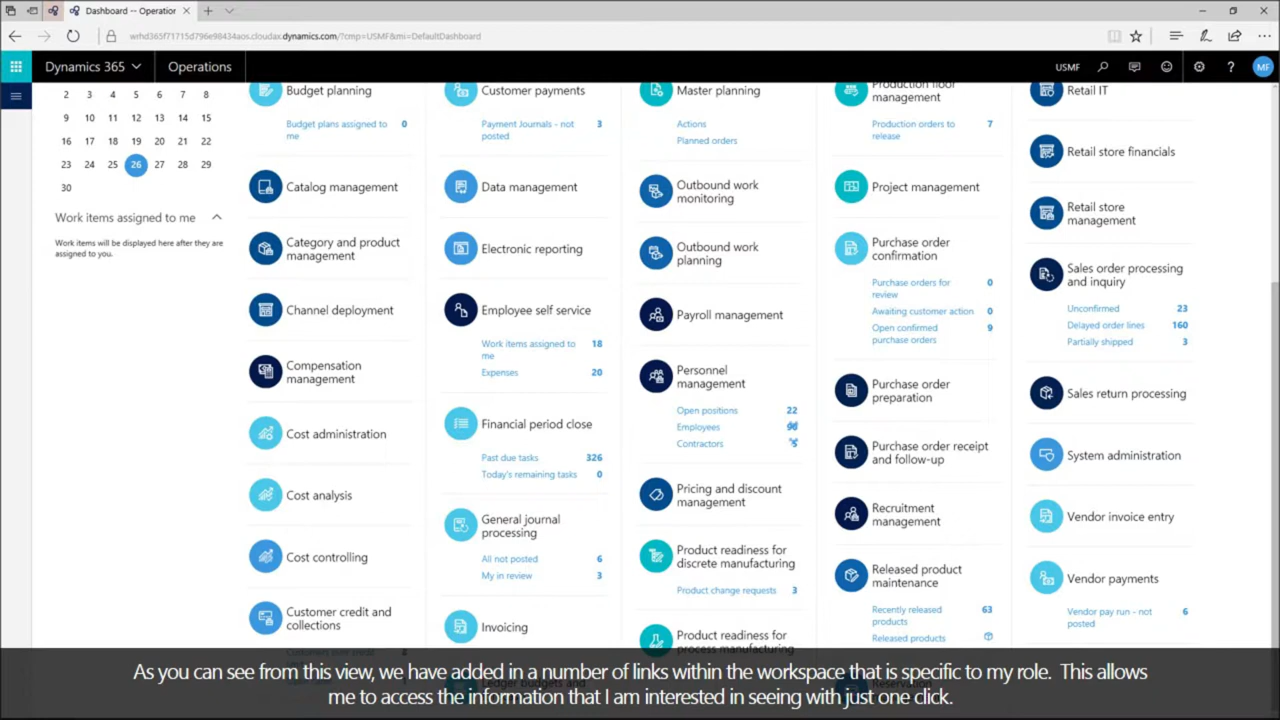 Dashboard -- Operation
wrhd365f71715d796e98434aos.cloudax.dynamics.com/?cmp=USMF&mi=DefaultDashboard
Dynamics 365
Operations
USMF
MF
2 3 4 5 6 7 8
9 10 11 12 13 14 15
16 17 18 19 20 21 22
23 24 25 26 27 28 29
30
Work items assigned to me
Work items will be displayed here after they are
assigned to you.
Budget planning
Budget plans assigned to 0
me
Catalog management
Category and product
management
Channel deployment
Compensation
management
Cost administration
Cost analysis
Cost controlling
Customer credit and
collections
Customer payments
Payment Journals - not 3
posted
Data management
Electronic reporting
Employee self service
Work items assigned to 18
me
Expenses 20
Financial period close
Past due tasks 326
Today's remaining tasks 0
General journal
processing
All not posted 6
My in review 3
Invoicing
Master planning
Actions
Planned orders
Outbound work
monitoring
Outbound work
planning
Payroll management
Personnel
management
Open positions 22
Employees
Contractors
Pricing and discount
management
Product readiness for
discrete manufacturing
Product change requests 3
Product readiness for
process manufacturing
Production floor
management
Production orders to 7
release
Project management
Purchase order
confirmation
Purchase orders for 0
review
Awaiting customer action 0
Open confirmed 9
purchase orders
Purchase order
preparation
Purchase order receipt
and follow-up
Recruitment
management
Released product
maintenance
Recently released 63
products
Released products
Retail IT
Retail store financials
Retail store
management
Sales order processing
and inquiry
Unconfirmed 23
Delayed order lines 160
Partially shipped 3
Sales return processing
System administration
Vendor invoice entry
Vendor payments
Vendor pay run - not 6
posted
As you can see from this view, we have added in a number of links within the workspace that is specific to my role. This allows
me to access the information that I am interested in seeing with just one click.